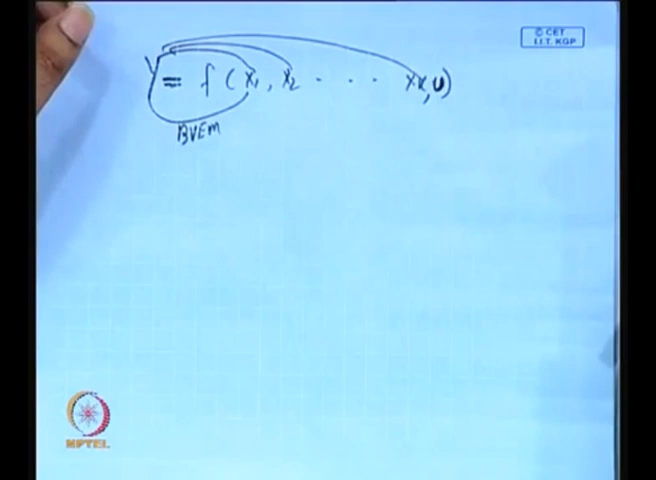 © CET
I.I.T. KGP
Y = f ( X1, X2 . . . XK, U)
BVEM
NPTEL